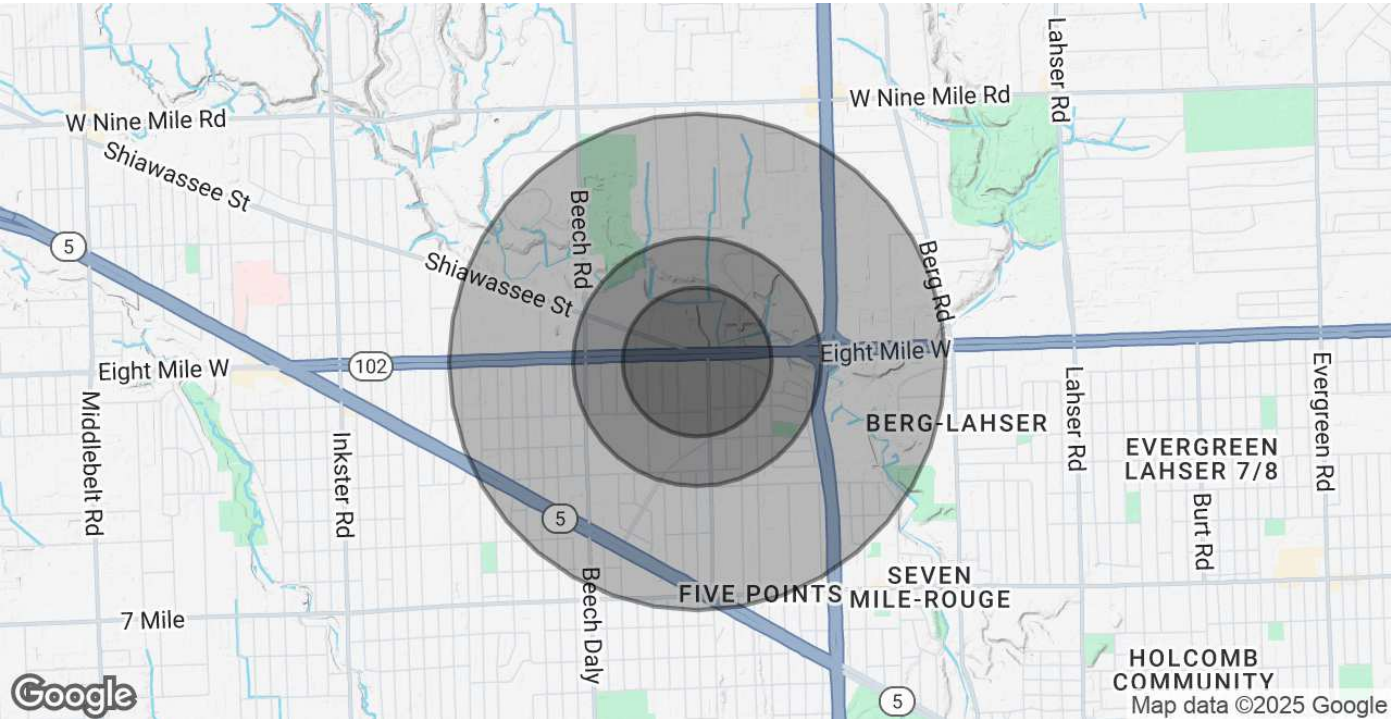 Lahser Rd
W Nine Mile Rd
W Nine Mile Rd
Shiawassee St
Beech Rd
5
Shiawassee St
Berg Rd
Eight Mile W
102
Eight Mile W
Middlebelt Rd
Inkster Rd
Lahser Rd
Evergreen Rd
BERG-LAHSER
EVERGREEN
LAHSER 7/8
Burt Rd
5
Beech Daly
FIVE POINTS
SEVEN
MILE-ROUGE
7 Mile
HOLCOMB
COMMUNITY
5
Google
Map data ©2025 Google